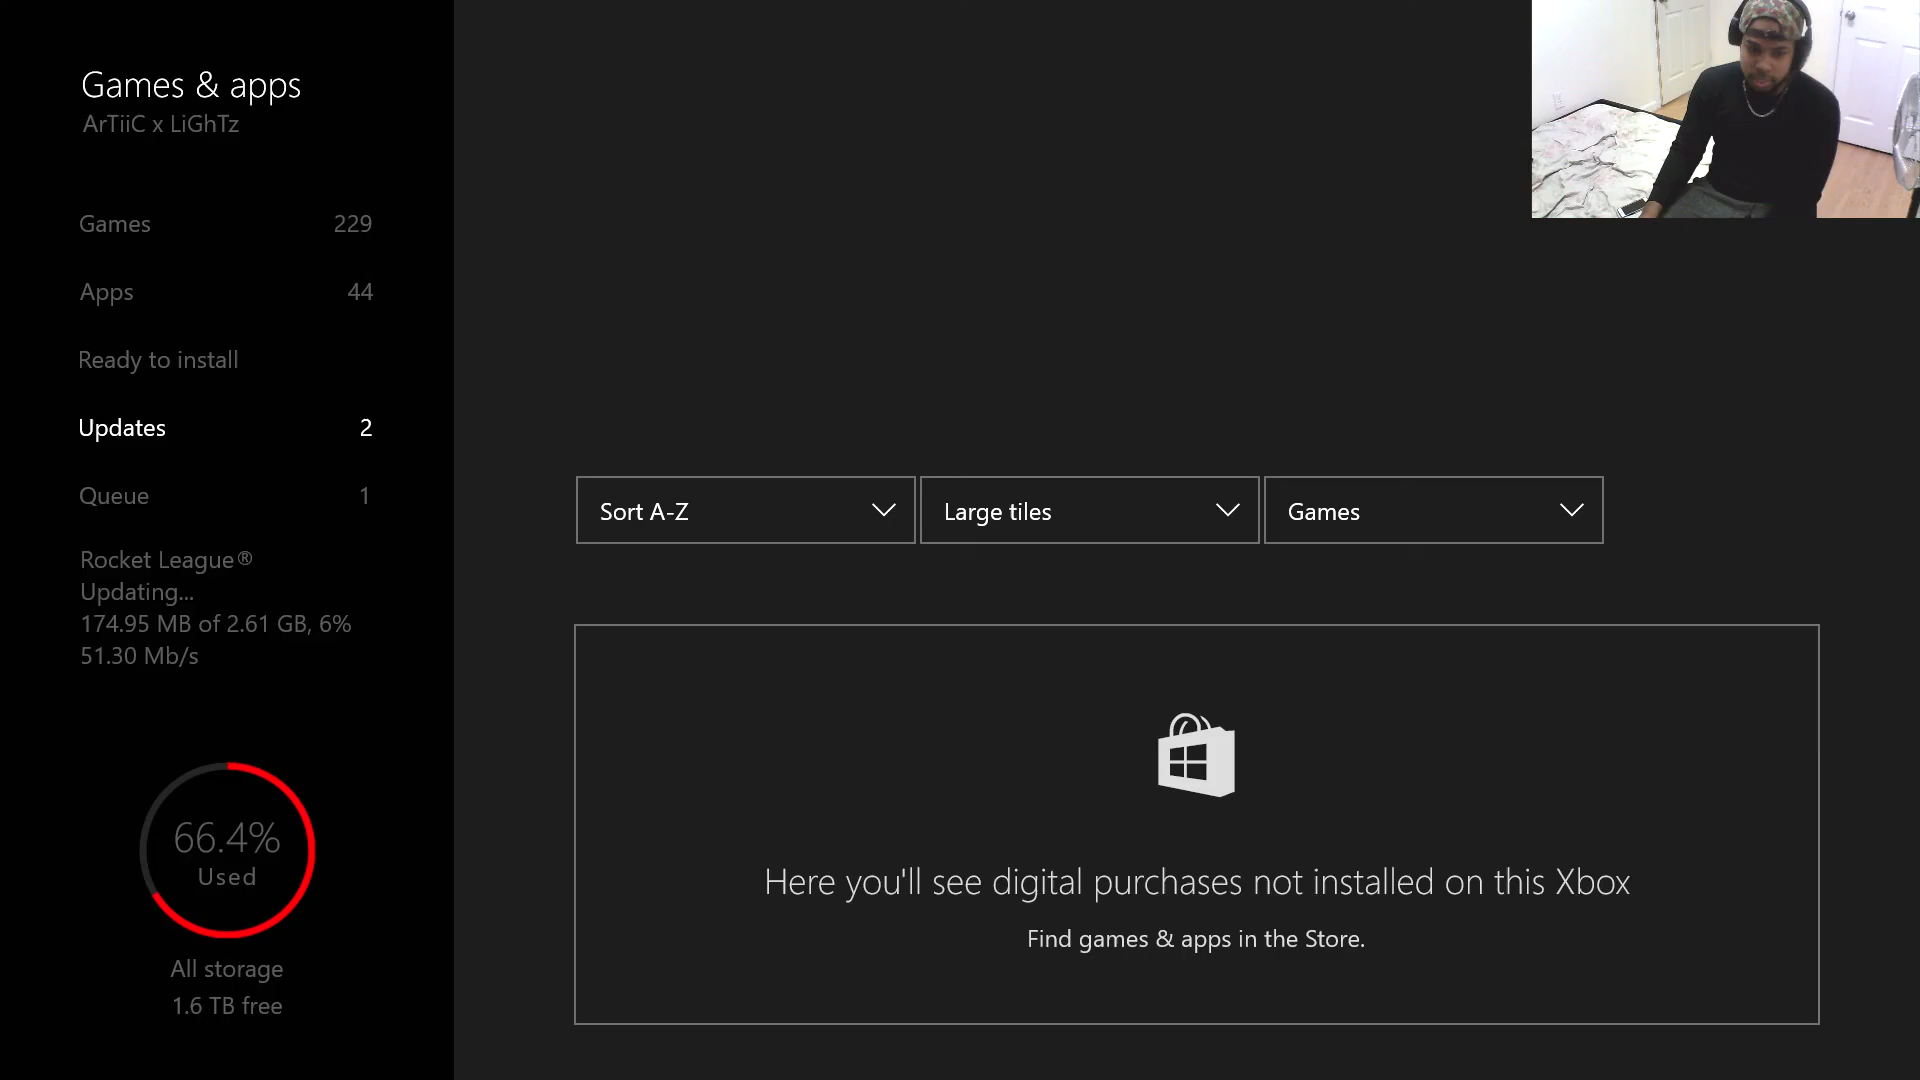 Games & apps
ArTiiC x LiGhTz
Games 229
Apps 44
Ready to install
Updates 2
Queue 1
Rocket League®
Updating...
174.95 MB of 2.61 GB, 6%
51.30 Mb/s
66.4%
Used
All storage
1.6 TB free
Sort A-Z
Large tiles
Games
Here you'll see digital purchases not installed on this Xbox
Find games & apps in the Store.